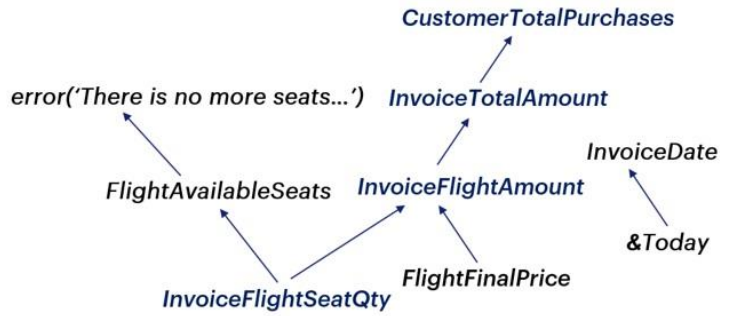 CustomerTotalPurchases
error('There is no more seats...')
InvoiceTotalAmount
InvoiceDate
FlightAvailableSeats
InvoiceFlightAmount
&Today
FlightFinalPrice
InvoiceFlightSeatQty